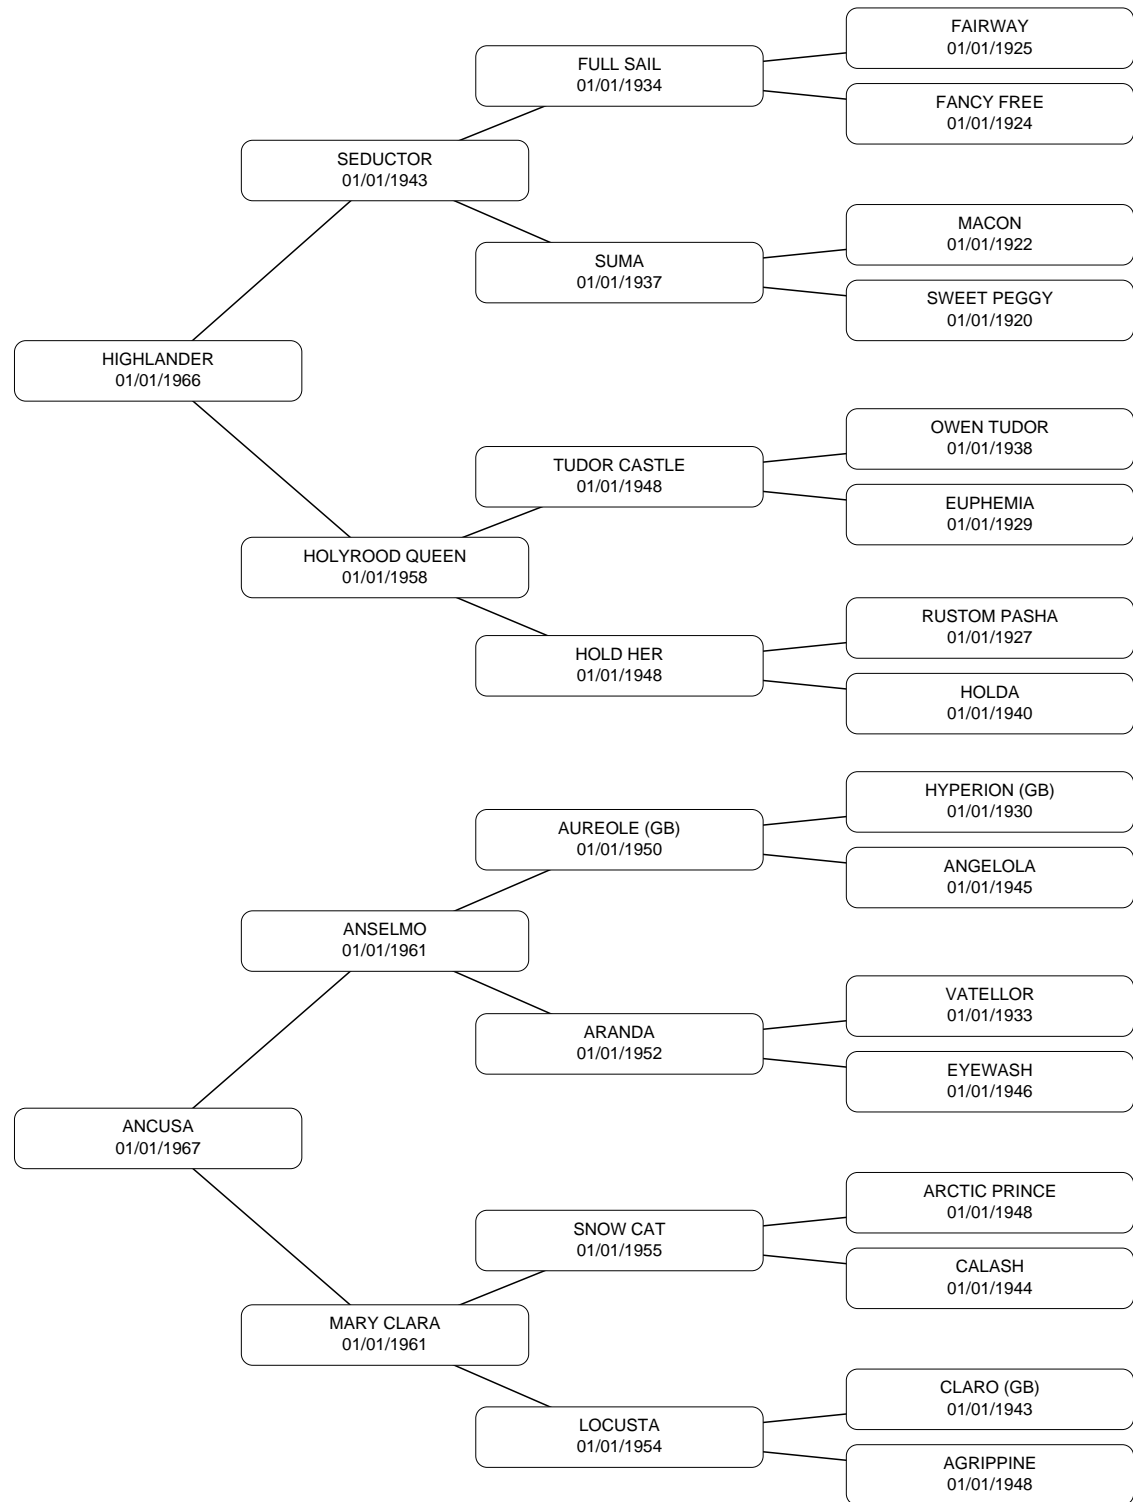 FAIRWAY
01/01/1925
FULL SAIL
01/01/1934
FANCY FREE
01/01/1924
SEDUCTOR
01/01/1943
MACON
01/01/1922
SUMA
01/01/1937
SWEET PEGGY
01/01/1920
HIGHLANDER
01/01/1966
OWEN TUDOR
01/01/1938
TUDOR CASTLE
01/01/1948
EUPHEMIA
01/01/1929
HOLYROOD QUEEN
01/01/1958
RUSTOM PASHA
01/01/1927
HOLD HER
01/01/1948
HOLDA
01/01/1940
HYPERION (GB)
01/01/1930
AUREOLE (GB)
01/01/1950
ANGELOLA
01/01/1945
ANSELMO
01/01/1961
VATELLOR
01/01/1933
ARANDA
01/01/1952
EYEWASH
01/01/1946
ANCUSA
01/01/1967
ARCTIC PRINCE
01/01/1948
SNOW CAT
01/01/1955
CALASH
01/01/1944
MARY CLARA
01/01/1961
CLARO (GB)
01/01/1943
LOCUSTA
01/01/1954
AGRIPPINE
01/01/1948